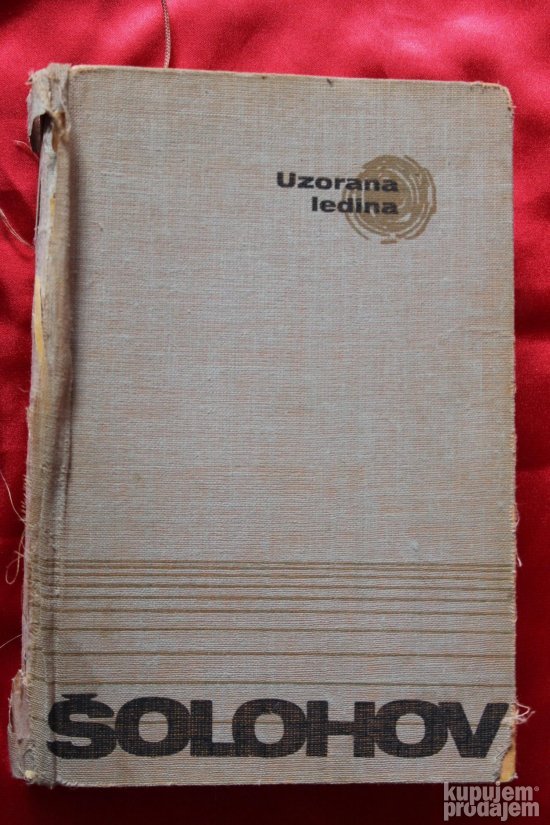 Uzorana
ledina
ŠOLOHOV
kupujem
prodajem